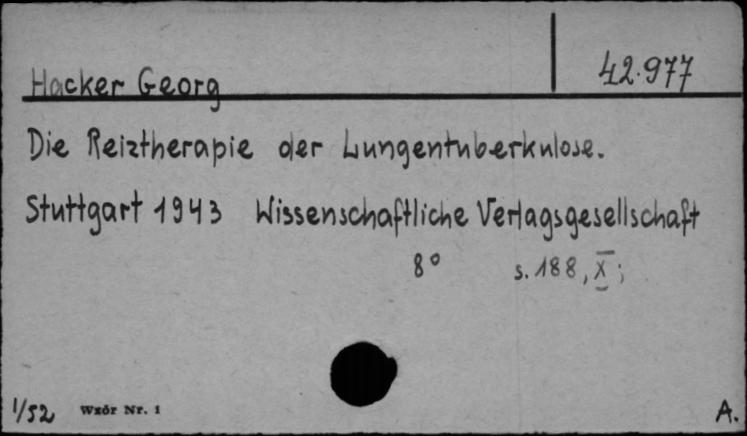 Hacker Georg 42.977
Die Reiztherapie der Lungentuberkulose.
Stuttgart 1943 Wissenschaftliche Verlagsgesellschaft
8° s. 188, X;
1/52 Wzór Nr. 1 A.